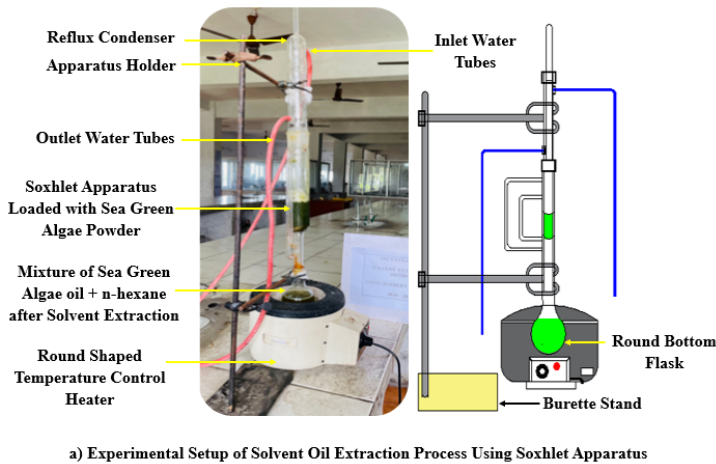 Reflux Condenser
Apparatus Holder
Outlet Water Tubes
Soxhlet Apparatus
Loaded with Sea Green
Algae Powder
Mixture of Sea Green
Algae oil + n-hexane
after Solvent Extraction
Round Shaped
Temperature Control
Heater
Inlet Water
Tubes
Round Bottom
Flask
Burette Stand
a) Experimental Setup of Solvent Oil Extraction Process Using Soxhlet Apparatus